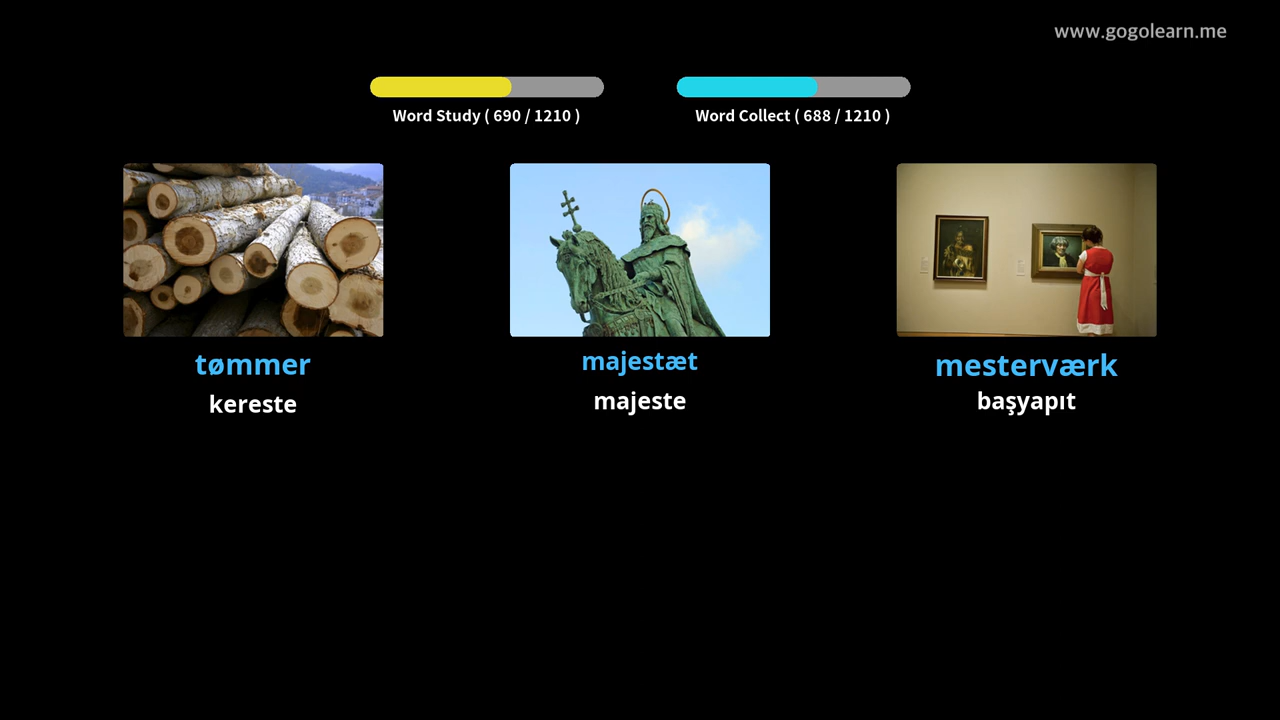 www.gogolearn.me
Word Study ( 690 / 1210 )
Word Collect ( 688 / 1210 )
tømmer
kereste
majestæt
majeste
mesterværk
başyapıt